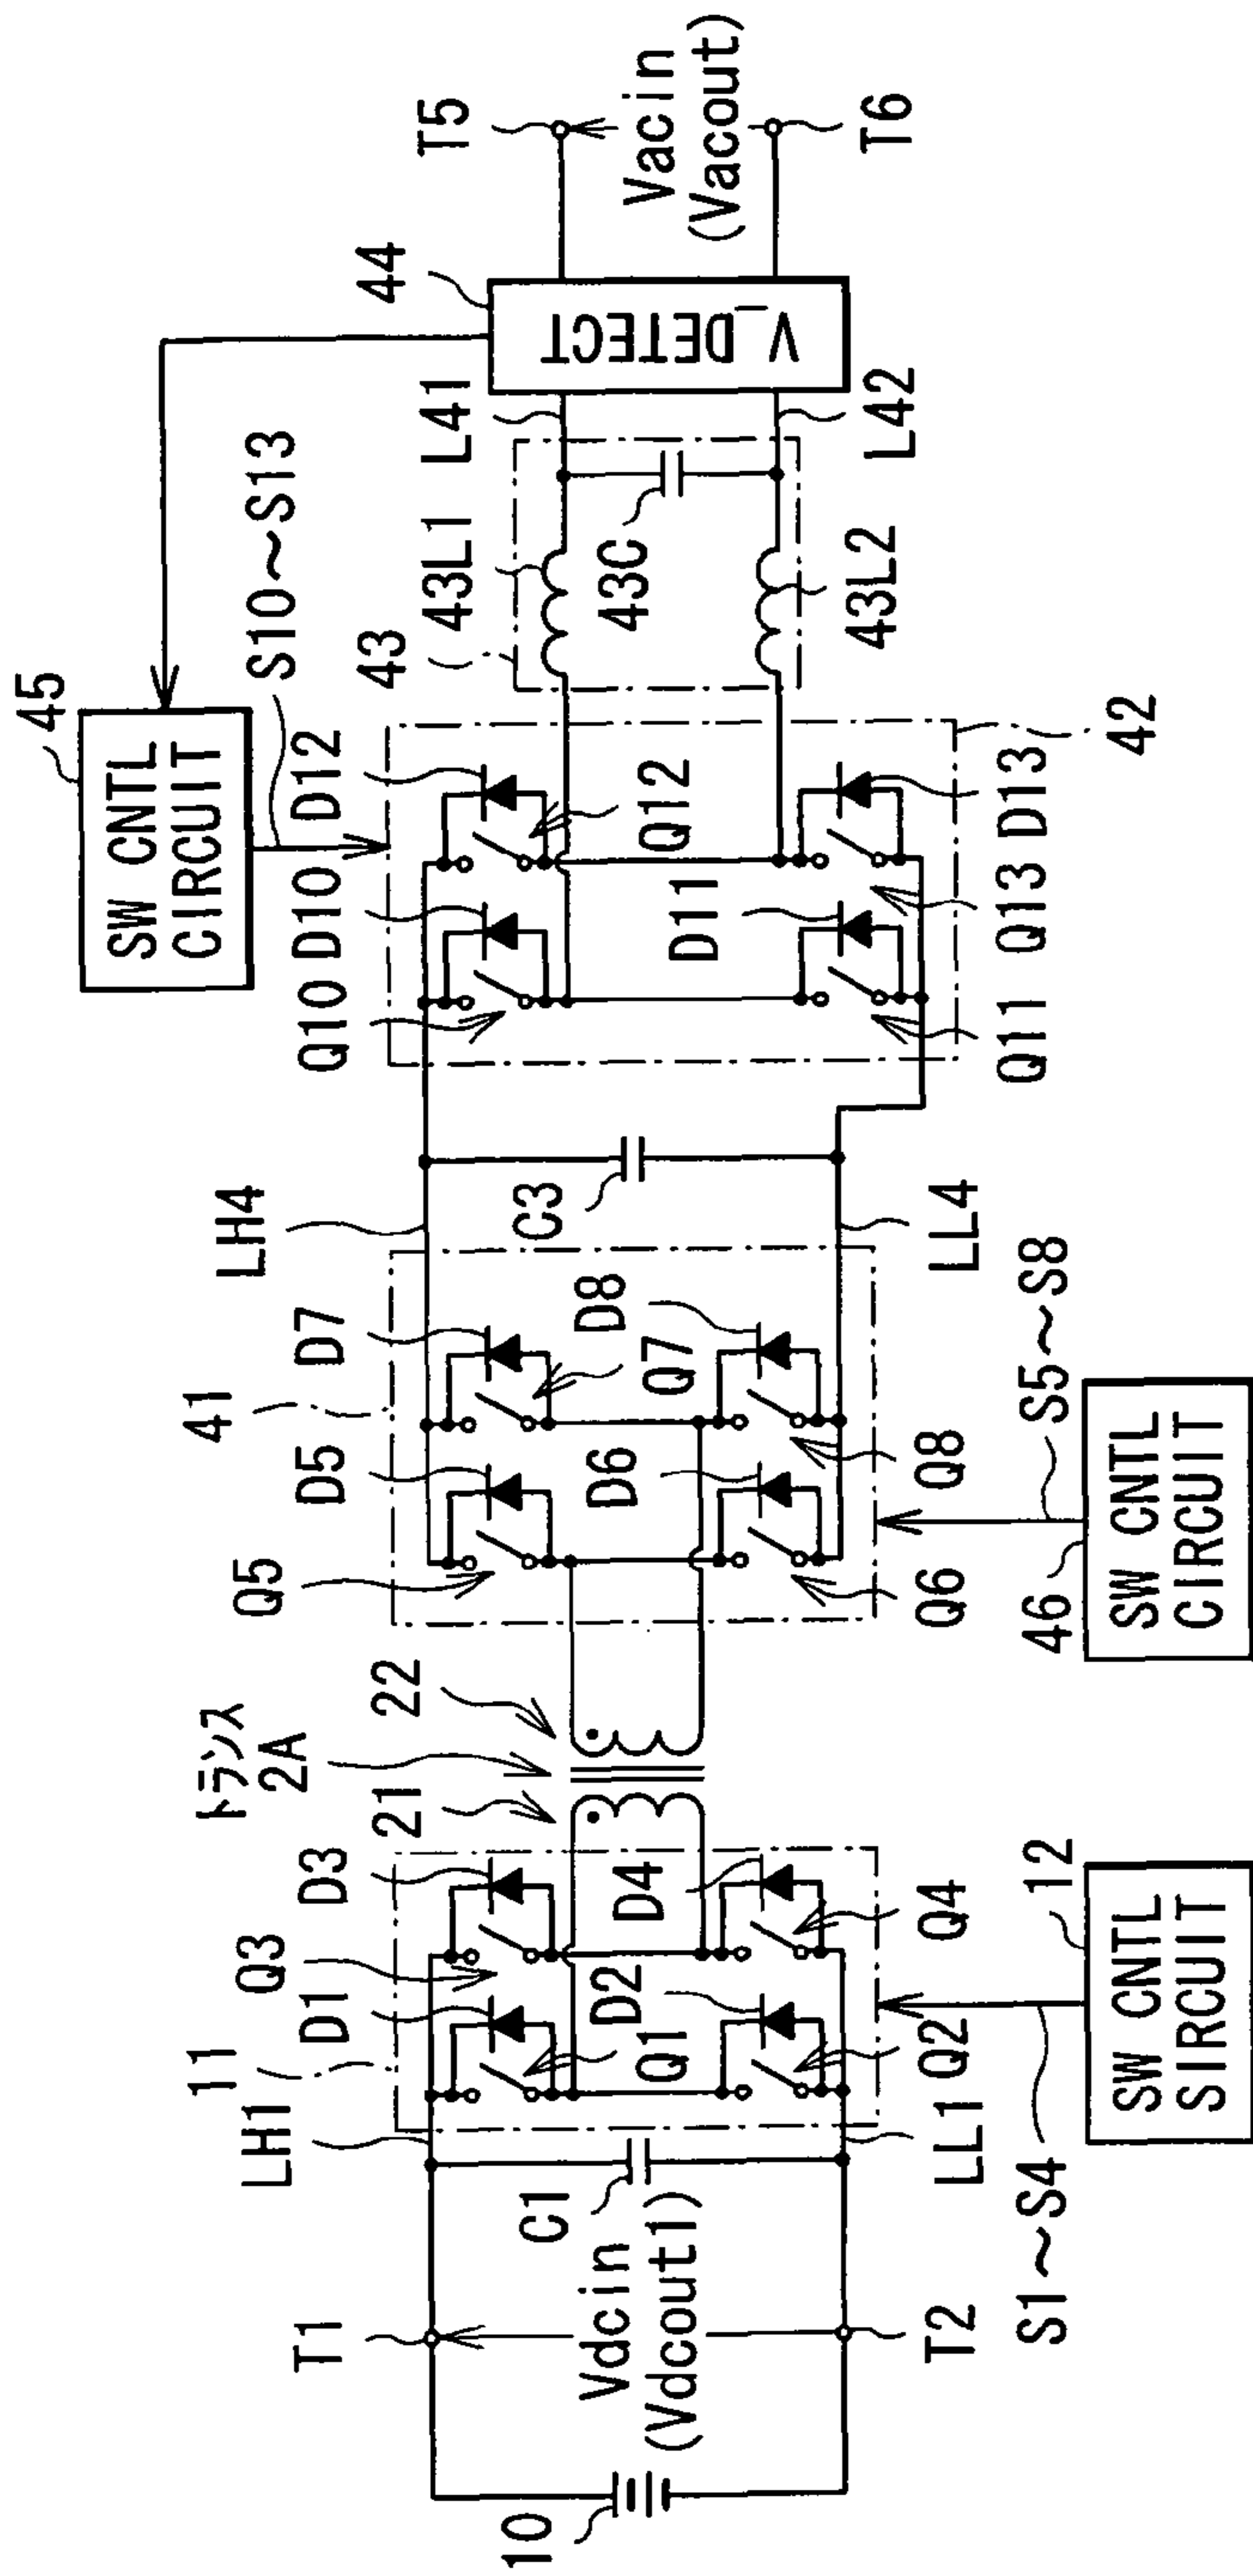 45
SW CNTL
CIRCUIT
S10~S13
44
V_DETECT
T5
Vacin
(Vacout)
T6
L41
L42
43
43L1
43C
43L2
42
Q10
D10
D12
Q12
D11
Q11
Q13
D13
LH4
C3
LL4
41
Q5
D5
D7
D6
Q7
D8
Q6
Q8
S5~S8
46
SW CNTL
CIRCUIT
トランス
2A
21
22
11
LH1
D1
Q3
D3
Q1
D2
D4
Q2
Q4
LL1
S1~S4
12
SW CNTL
SIRCUIT
T1
C1
Vdcin
(Vdcout1)
T2
10